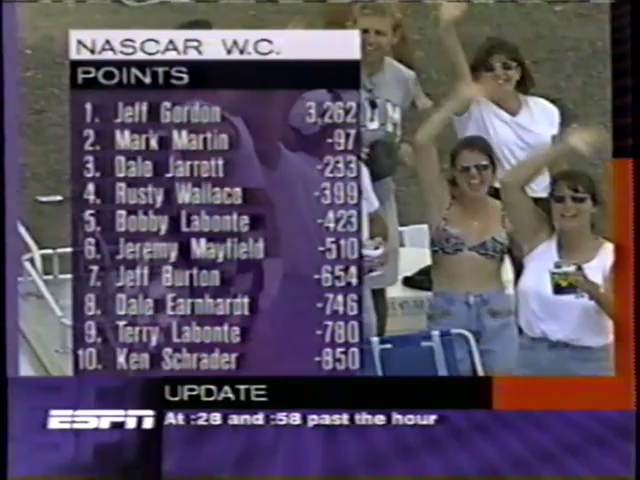 NASCAR W.C.
POINTS
1. Jeff Gordon 3,262
2. Mark Martin -97
3. Dale Jarrett -233
4. Rusty Wallace -399
5. Bobby Labonte -423
6. Jeremy Mayfield -510
7. Jeff Burton -654
8. Dale Earnhardt -746
9. Terry Labonte -780
10. Ken Schrader -850
UPDATE
ESPN At :28 and :58 past the hour